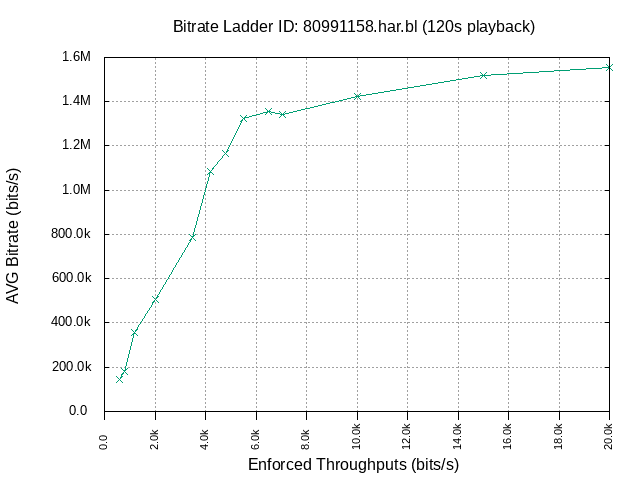 Bitrate Ladder ID: 80991158.har.bl (120s playback)
1.6M
1.4M
1.2M
1.0M
800.0k
600.0k
400.0k
200.0k
0.0
AVG Bitrate (bits/s)
0.0
2.0k
4.0k
6.0k
8.0k
10.0k
12.0k
14.0k
16.0k
18.0k
20.0k
Enforced Throughputs (bits/s)